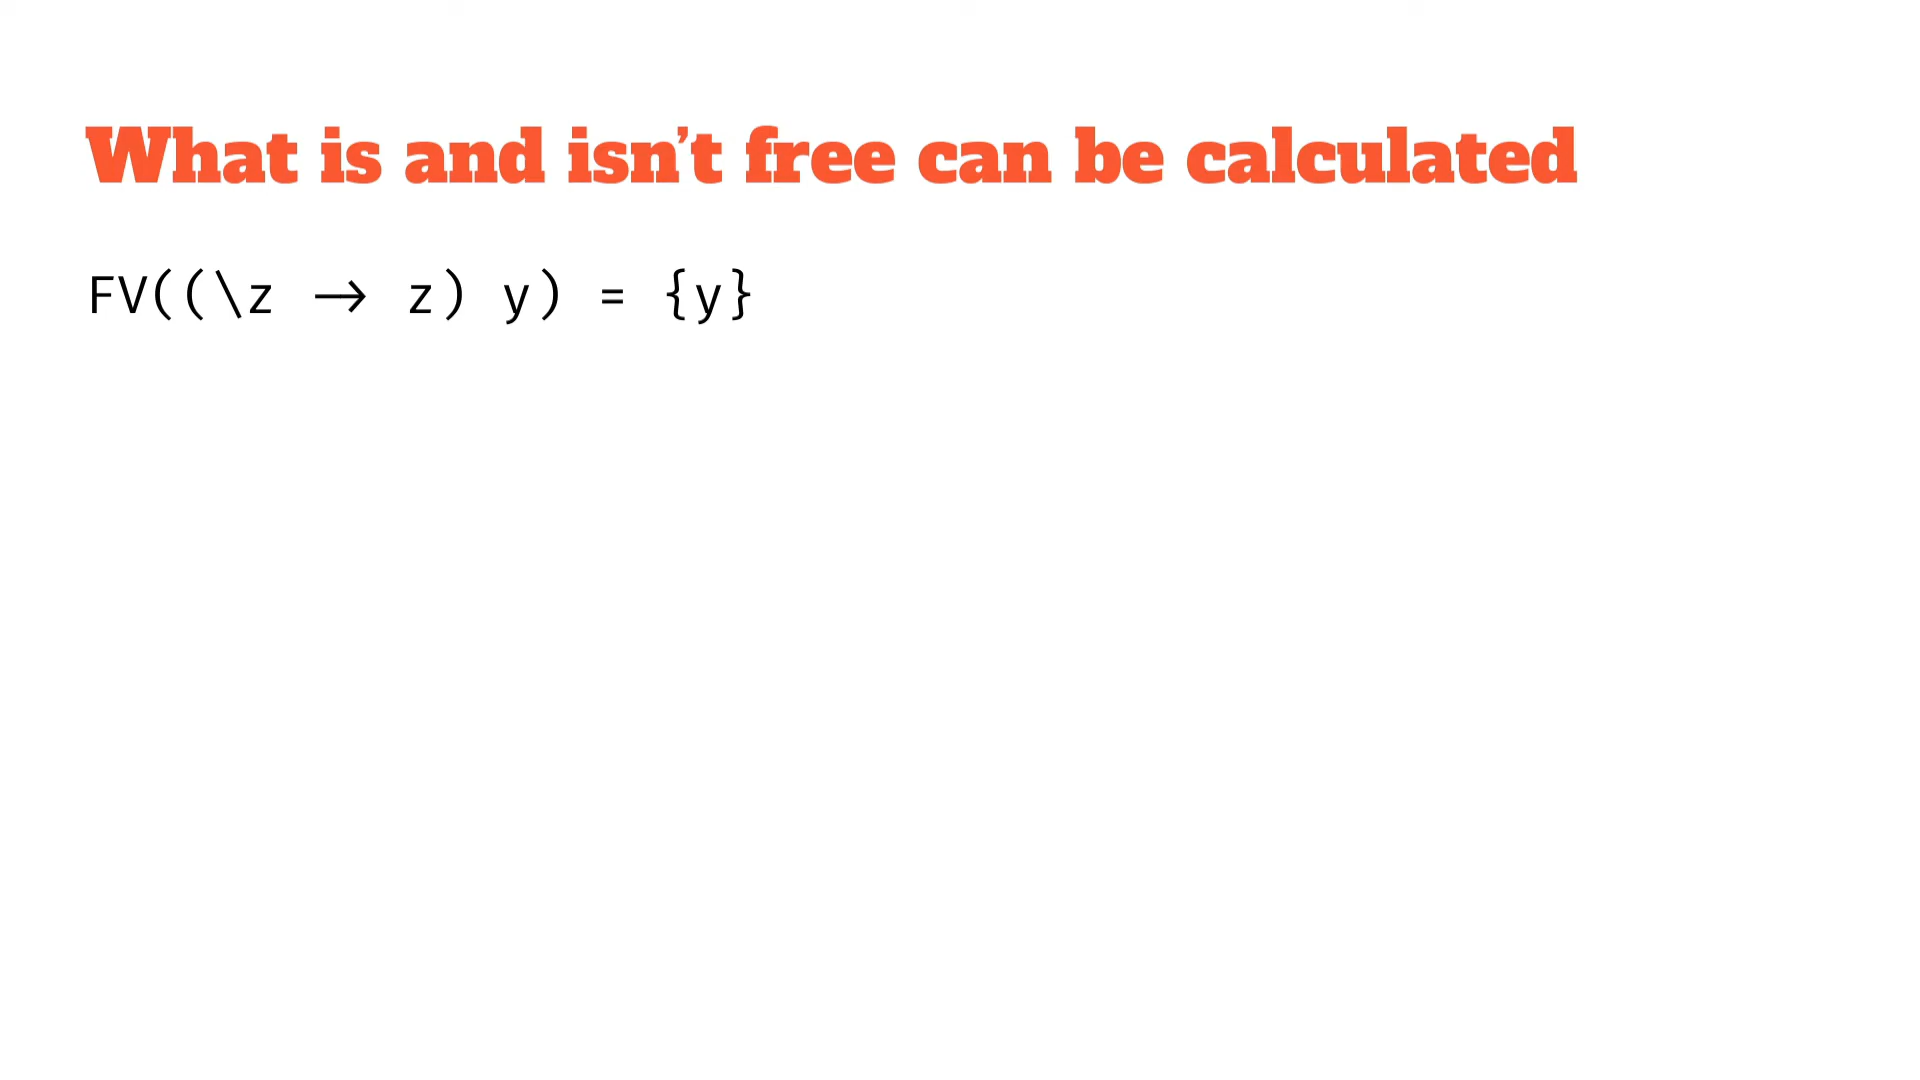 What is and isn’t free can be calculated
FV((\z → z) y) = {y}